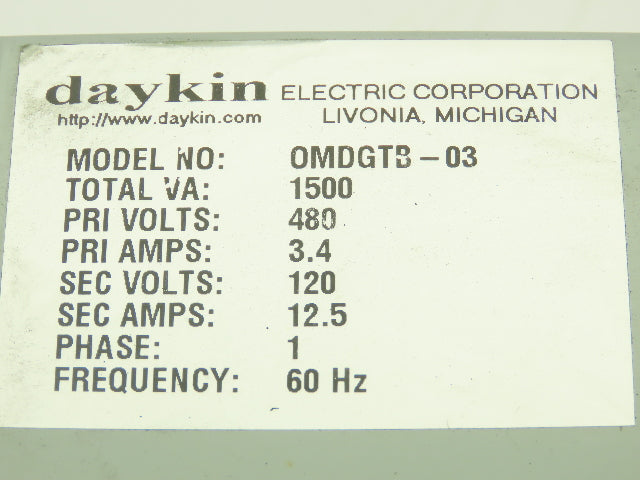 daykin ELECTRIC CORPORATION
http://www.daykin.com LIVONIA, MICHIGAN
MODEL NO: OMDGTB-03
TOTAL VA: 1500
PRI VOLTS: 480
PRI AMPS: 3.4
SEC VOLTS: 120
SEC AMPS: 12.5
PHASE: 1
FREQUENCY: 60 Hz